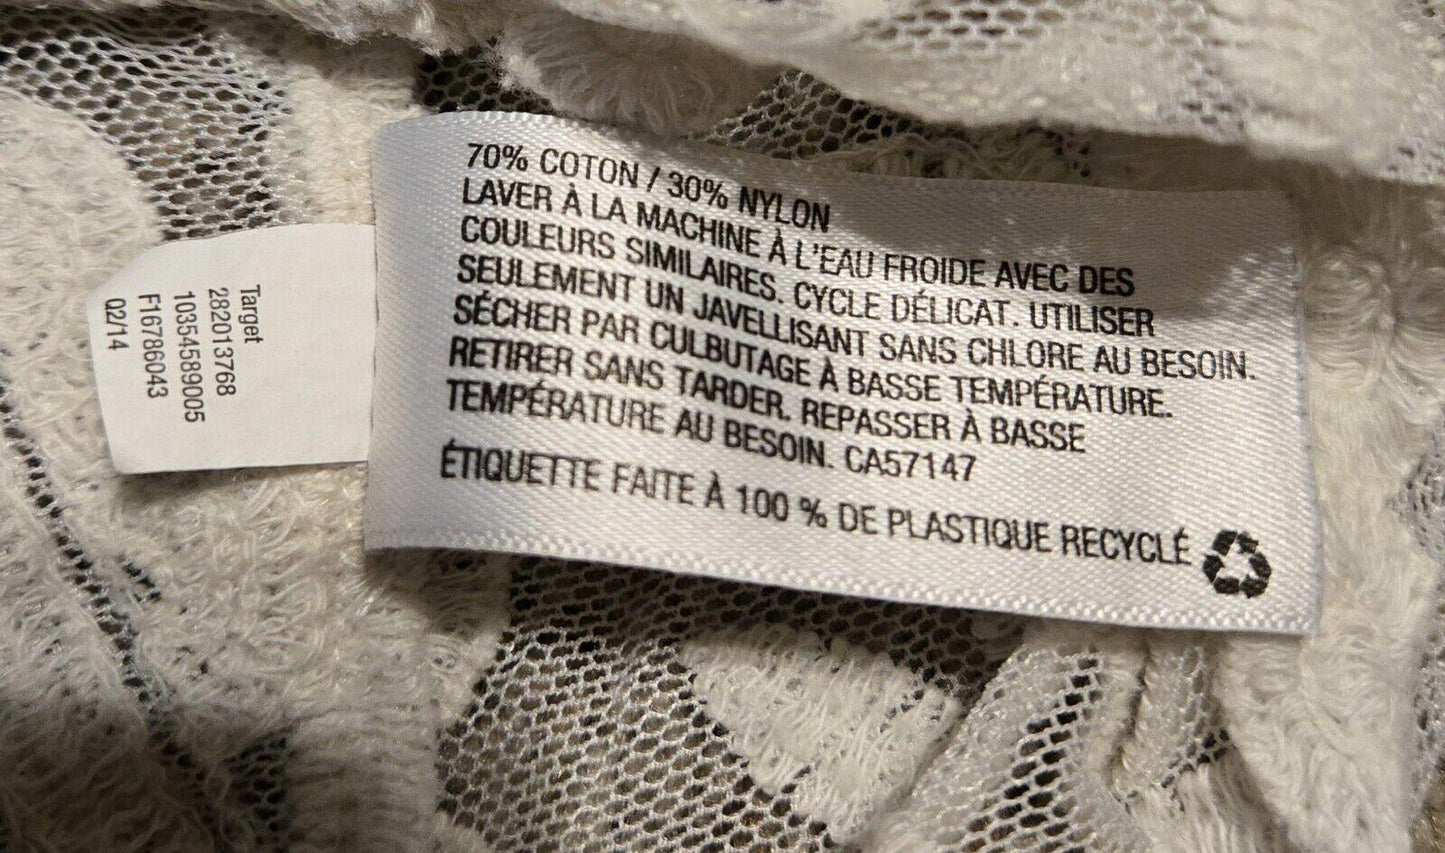 Target
282013768
10354589005
F16786043
02/14
70% COTON / 30% NYLON
LAVER À LA MACHINE À L'EAU FROIDE AVEC DES
COULEURS SIMILAIRES. CYCLE DÉLICAT. UTILISER
SEULEMENT UN JAVELLISANT SANS CHLORE AU BESOIN.
SÉCHER PAR CULBUTAGE À BASSE TEMPÉRATURE.
RETIRER SANS TARDER. REPASSER À BASSE
TEMPÉRATURE AU BESOIN. CA57147
ÉTIQUETTE FAITE À 100 % DE PLASTIQUE RECYCLÉ